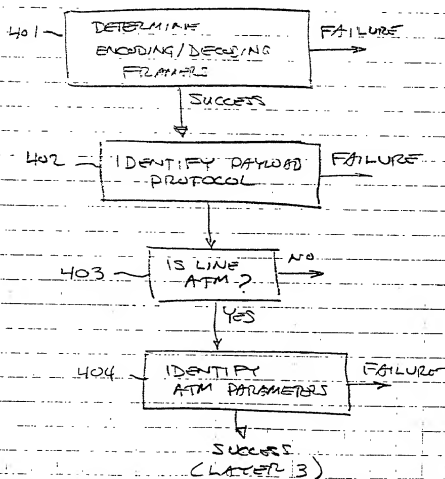 401 DETERMINE FAILURE
ENCODING/DECODING
FRAMERS
SUCCESS
402 IDENTIFY PAYLOAD FAILURE
PROTOCOL
403 IS LINE NO
ATM?
YES
404 IDENTIFY FAILURE
ATM PARAMETERS
SUCCESS
(LAYER 3)